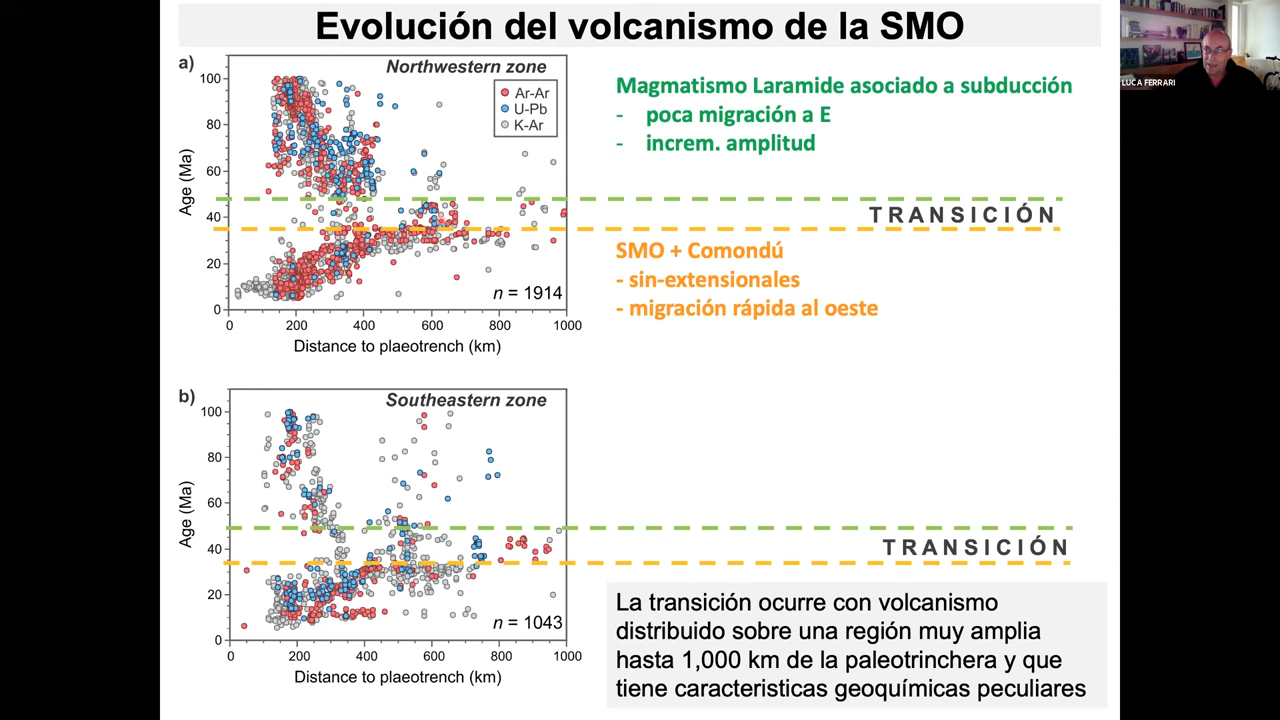 Evolución del volcanismo de la SMO
LUCA FERRARI
a)
Northwestern zone
Ar-Ar
U-Pb
K-Ar
100
80
60
40
20
0
Age (Ma)
n = 1914
0 200 400 600 800 1000
Distance to plaeotrench (km)
Magmatismo Laramide asociado a subducción
- poca migración a E
- increm. amplitud
TRANSICIÓN
SMO + Comondú
- sin-extensionales
- migración rápida al oeste
b)
Southeastern zone
100
80
60
40
20
0
Age (Ma)
n = 1043
0 200 400 600 800 1000
Distance to plaeotrench (km)
TRANSICIÓN
La transición ocurre con volcanismo
distribuido sobre una región muy amplia
hasta 1,000 km de la paleotrinchera y que
tiene caracteristicas geoquímicas peculiares